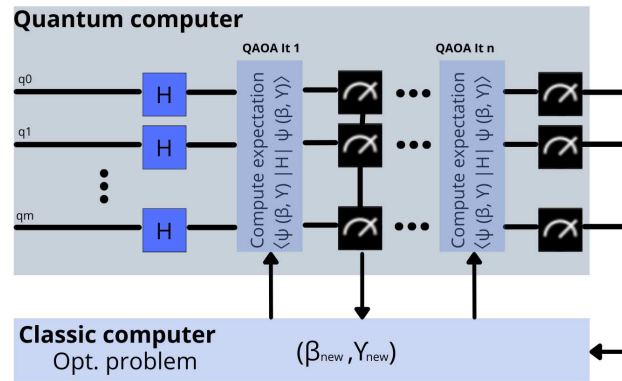 Quantum computer
QAOA It 1
QAOA It n
q0
H
Compute expectation
⟨ψ (β, Υ) |H| ψ (β, Υ)⟩
Compute expectation
⟨ψ (β, Υ) |H| ψ (β, Υ)⟩
q1
H
qm
H
Classic computer
Opt. problem
(βnew ,Υnew)